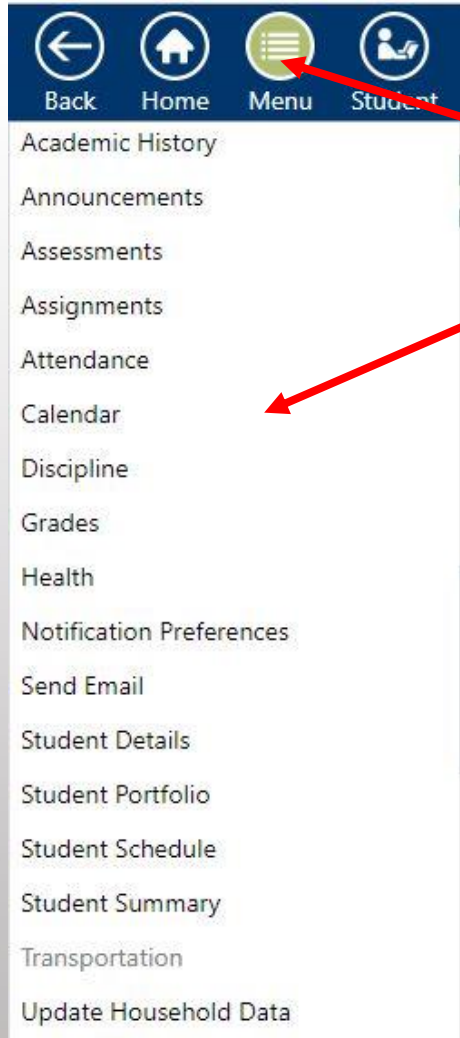 Back Home Menu Student
Academic History
Announcements
Assessments
Assignments
Attendance
Calendar
Discipline
Grades
Health
Notification Preferences
Send Email
Student Details
Student Portfolio
Student Schedule
Student Summary
Transportation
Update Household Data